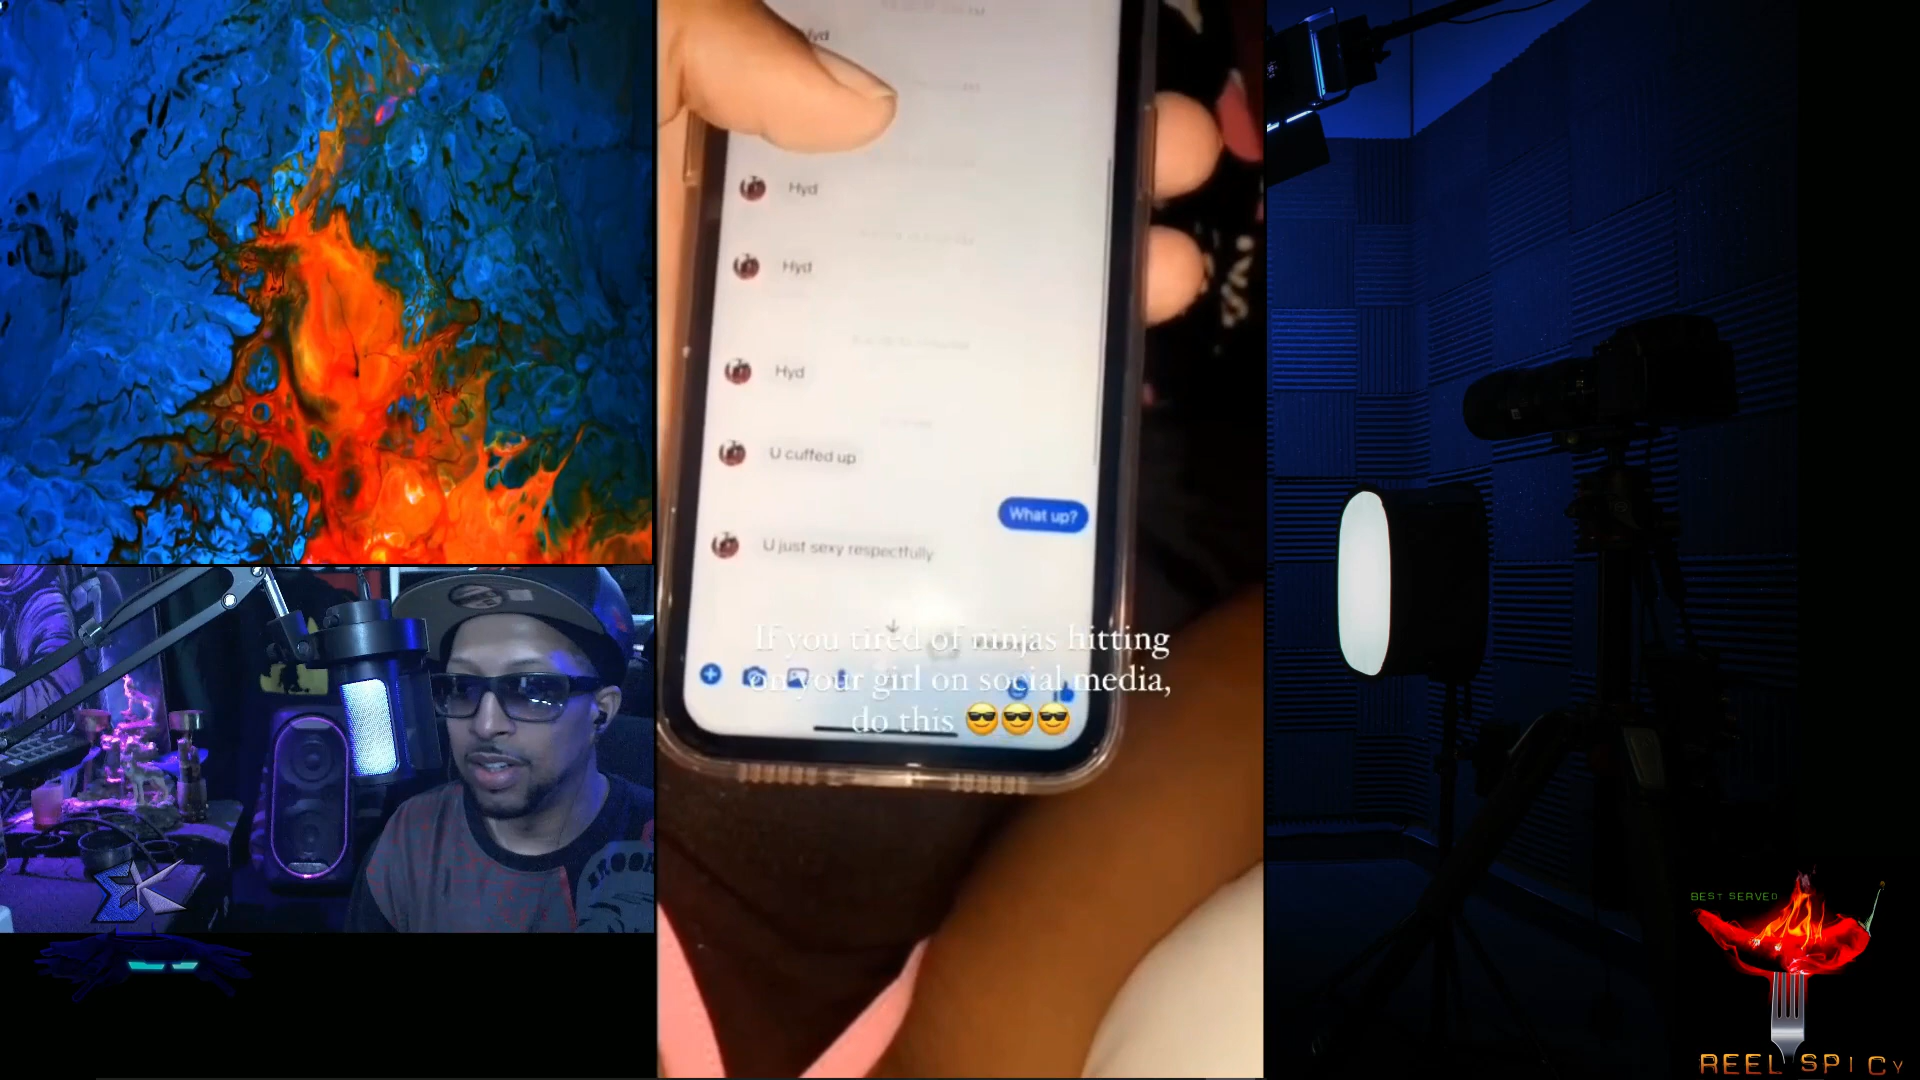 Hyd
Hyd
Hyd
U cuffed up
What up?
U just sexy respectfully
If you tired of ninjas hitting
on your girl on social media,
do this 😎😎😎
BEST SERVED
REEL SPICY